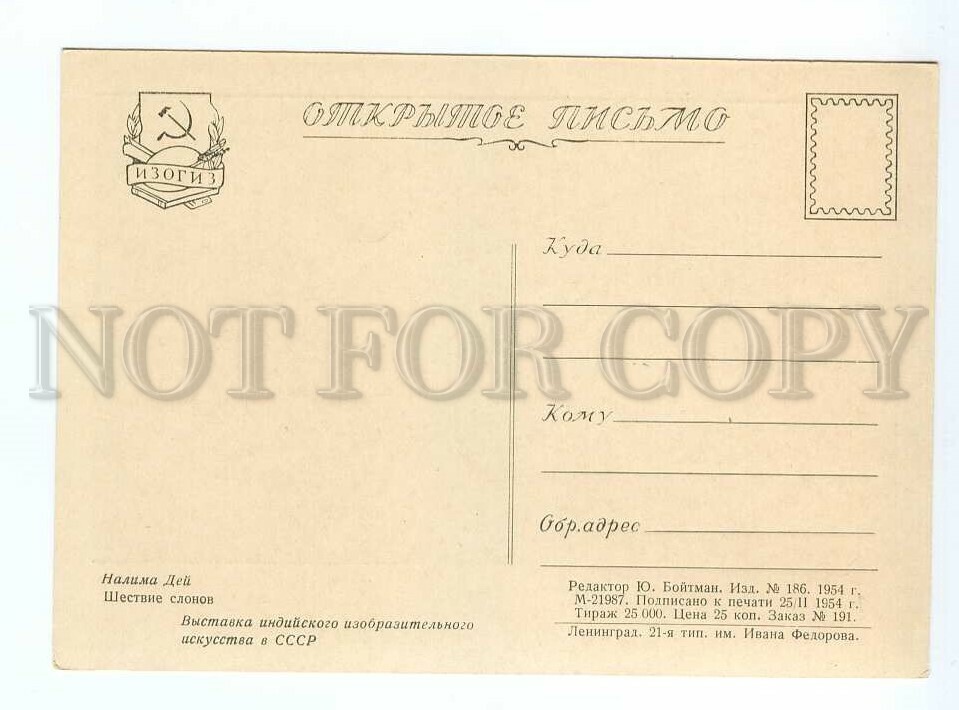 ОТКРЫТОЕ ПИСЬМО
ИЗОГИЗ
Куда
NOT FOR COPY
Кому
Обр.адрес
Налима Дей
Шествие слонов
Выставка индийского изобразительного
искусства в СССР
Редактор Ю. Бойтман. Изд. № 186. 1954 г.
М-21987. Подписано к печати 25/II 1954 г.
Тираж 25 000. Цена 25 коп. Заказ № 191.
Ленинград. 21-я тип. им. Ивана Федорова.